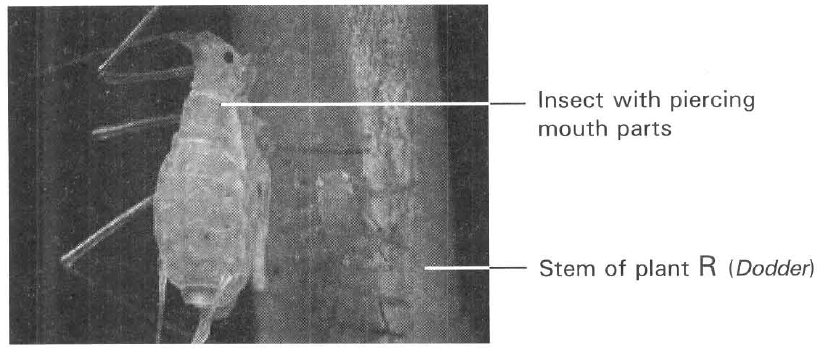 Insect with piercing
mouth parts
Stem of plant R (Dodder)